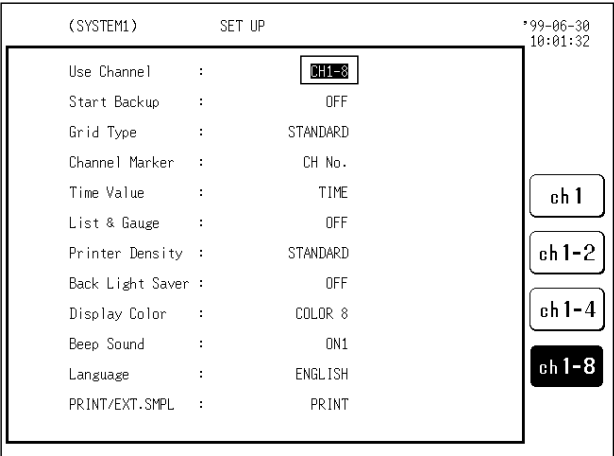 (SYSTEM1) SET UP '99-06-30
10:01:32
Use Channel : CH1-8
Start Backup : OFF
Grid Type : STANDARD
Channel Marker : CH No.
Time Value : TIME
List & Gauge : OFF
Printer Density : STANDARD
Back Light Saver : OFF
Display Color : COLOR 8
Beep Sound : ON1
Language : ENGLISH
PRINT/EXT.SMPL : PRINT
ch 1
ch 1-2
ch 1-4
ch 1-8